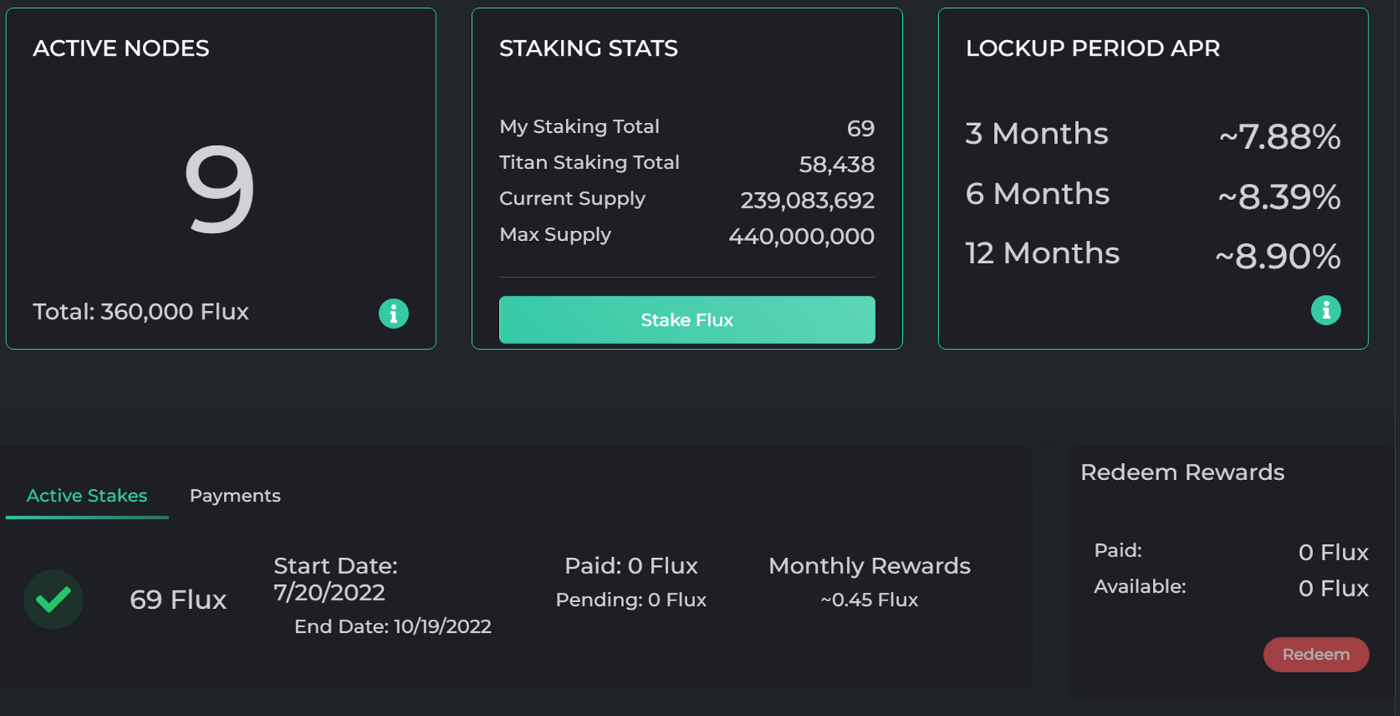 ACTIVE NODES
9
Total: 360,000 Flux
STAKING STATS
My Staking Total 69
Titan Staking Total 58,438
Current Supply 239,083,692
Max Supply 440,000,000
Stake Flux
LOCKUP PERIOD APR
3 Months ~7.88%
6 Months ~8.39%
12 Months ~8.90%
Active Stakes Payments
69 Flux
Start Date:
7/20/2022
End Date: 10/19/2022
Paid: 0 Flux
Pending: 0 Flux
Monthly Rewards
~0.45 Flux
Redeem Rewards
Paid: 0 Flux
Available: 0 Flux
Redeem